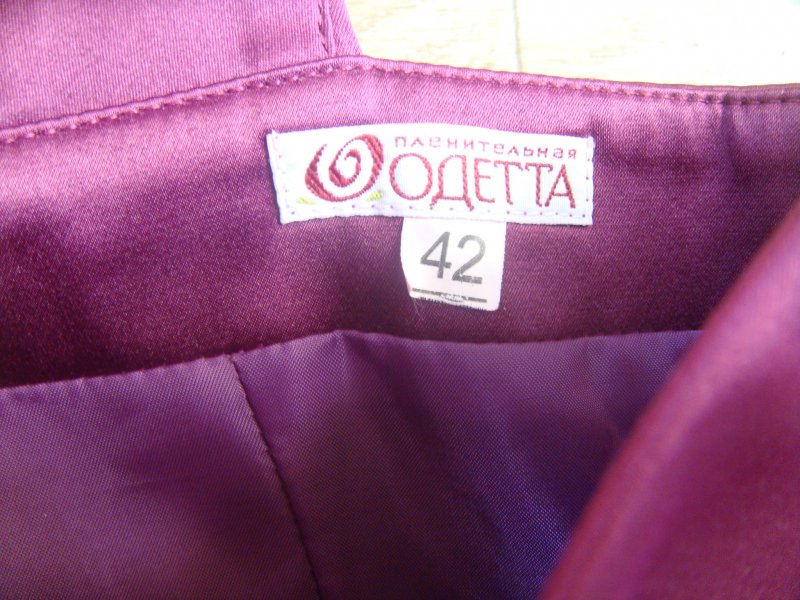 пленительная
ОДЕТТА
42